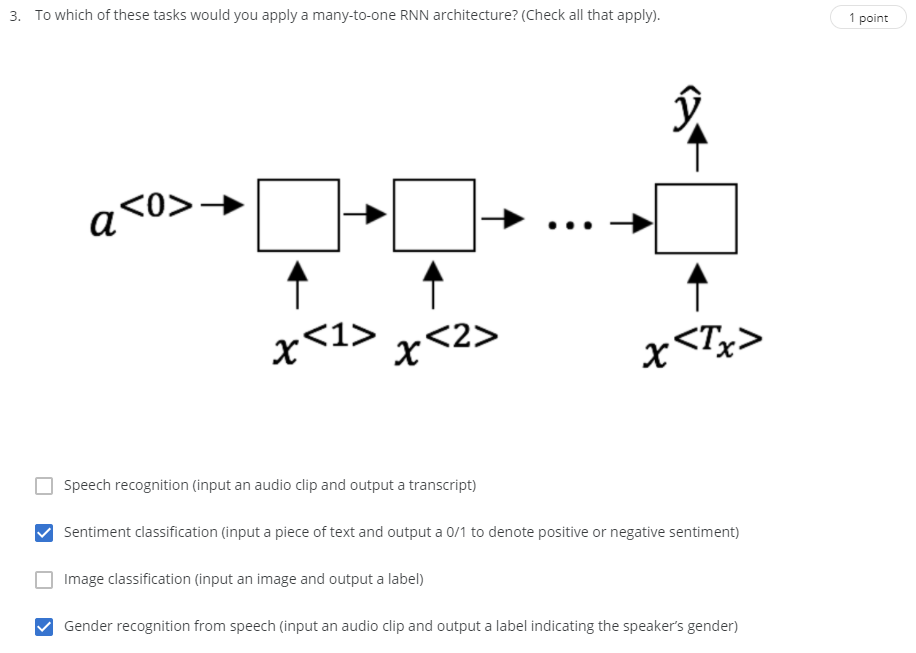 3. To which of these tasks would you apply a many-to-one RNN architecture? (Check all that apply).
1 point
ŷ
a<0>
...
x<1> x<2> x<Tx>
Speech recognition (input an audio clip and output a transcript)
Sentiment classification (input a piece of text and output a 0/1 to denote positive or negative sentiment)
Image classification (input an image and output a label)
Gender recognition from speech (input an audio clip and output a label indicating the speaker’s gender)